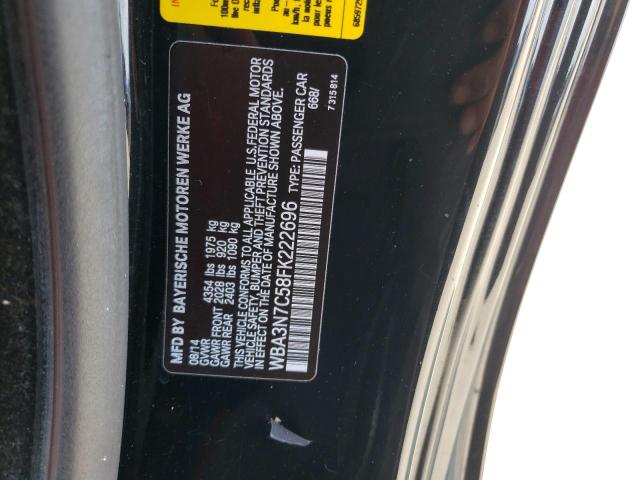 MFD BY BAYERISCHE MOTOREN WERKE AG
08/14
GVWR 4354 lbs 1975 kg
GAWR FRONT 2028 lbs 920 kg
GAWR REAR 2403 lbs 1090 kg
THIS VEHICLE CONFORMS TO ALL APPLICABLE U.S. FEDERAL MOTOR
VEHICLE SAFETY, BUMPER AND THEFT PREVENTION STANDARDS
IN EFFECT ON THE DATE OF MANUFACTURE SHOWN ABOVE.
WBA3N7C58FK222696 TYPE: PASSENGER CAR
668/
7315814